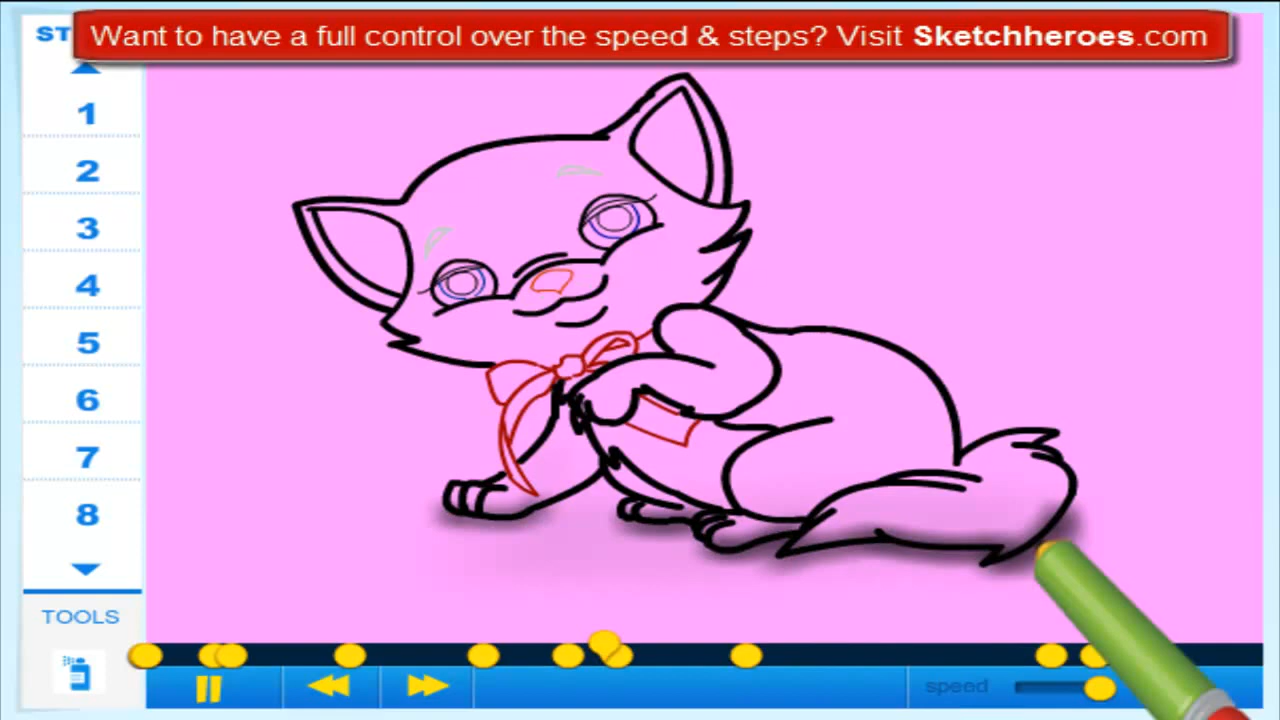 ST
Want to have a full control over the speed & steps? Visit Sketchheroes.com
1
2
3
4
5
6
7
8
TOOLS
speed